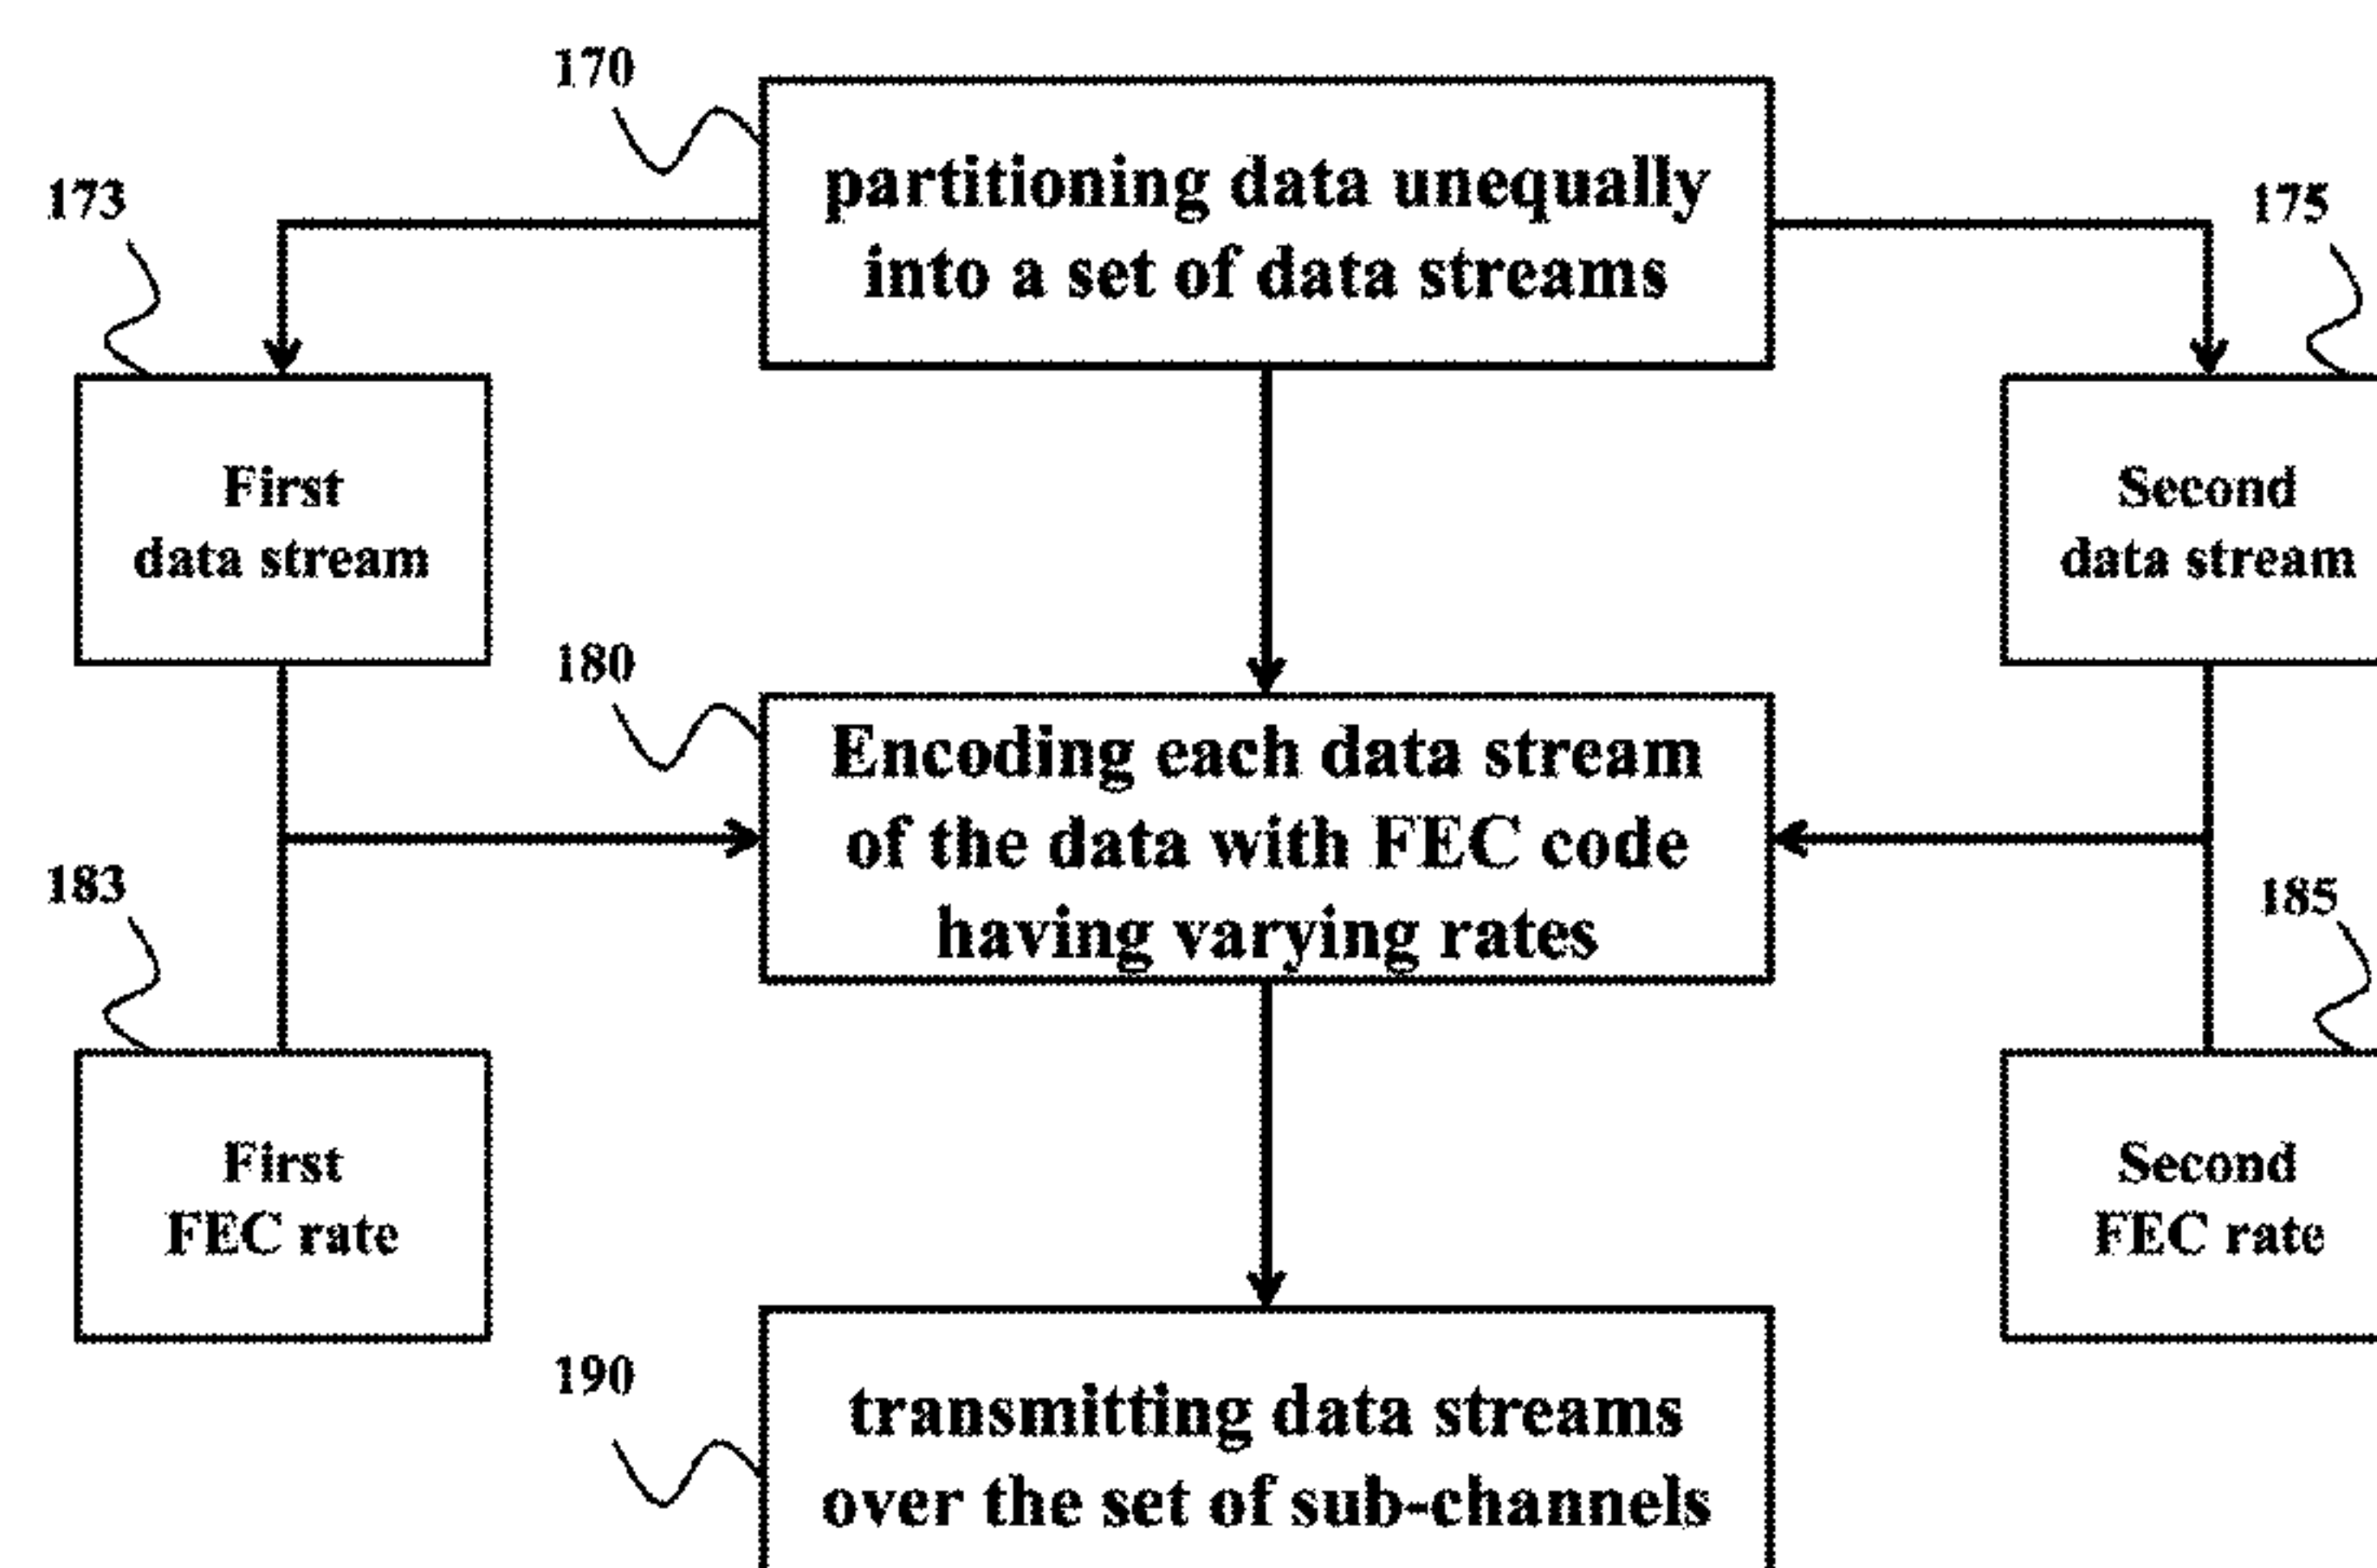 170
partitioning data unequally
into a set of data streams
173
175
First
data stream
Second
data stream
180
Encoding each data stream
of the data with FEC code
having varying rates
183
185
First
FEC rate
Second
FEC rate
190
transmitting data streams
over the set of sub-channels